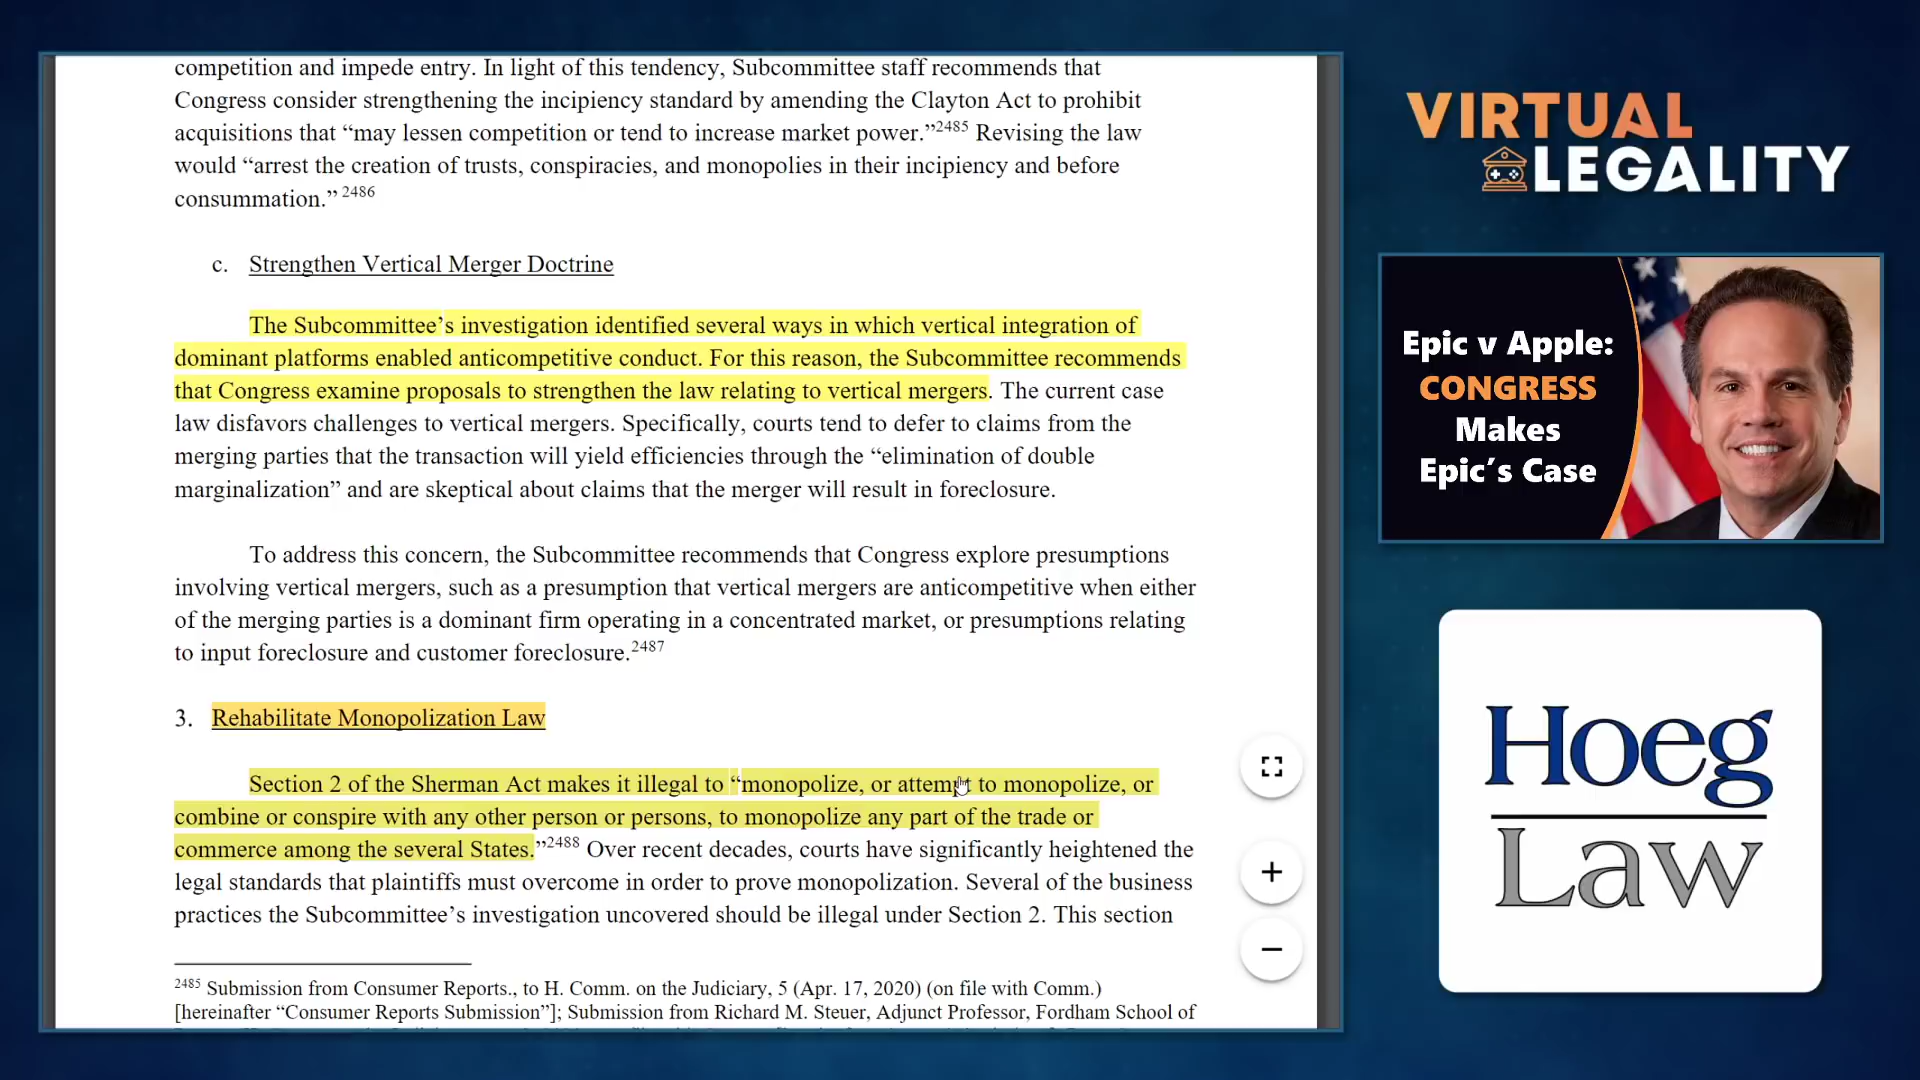 competition and impede entry. In light of this tendency, Subcommittee staff recommends that
Congress consider strengthening the incipiency standard by amending the Clayton Act to prohibit
acquisitions that “may lessen competition or tend to increase market power.”2485 Revising the law
would “arrest the creation of trusts, conspiracies, and monopolies in their incipiency and before
consummation.” 2486
c. Strengthen Vertical Merger Doctrine
The Subcommittee’s investigation identified several ways in which vertical integration of
dominant platforms enabled anticompetitive conduct. For this reason, the Subcommittee recommends
that Congress examine proposals to strengthen the law relating to vertical mergers. The current case
law disfavors challenges to vertical mergers. Specifically, courts tend to defer to claims from the
merging parties that the transaction will yield efficiencies through the “elimination of double
marginalization” and are skeptical about claims that the merger will result in foreclosure.
To address this concern, the Subcommittee recommends that Congress explore presumptions
involving vertical mergers, such as a presumption that vertical mergers are anticompetitive when either
of the merging parties is a dominant firm operating in a concentrated market, or presumptions relating
to input foreclosure and customer foreclosure.2487
3. Rehabilitate Monopolization Law
Section 2 of the Sherman Act makes it illegal to “monopolize, or attempt to monopolize, or
combine or conspire with any other person or persons, to monopolize any part of the trade or
commerce among the several States.”2488 Over recent decades, courts have significantly heightened the
legal standards that plaintiffs must overcome in order to prove monopolization. Several of the business
practices the Subcommittee’s investigation uncovered should be illegal under Section 2. This section
2485 Submission from Consumer Reports., to H. Comm. on the Judiciary, 5 (Apr. 17, 2020) (on file with Comm.)
[hereinafter “Consumer Reports Submission”]; Submission from Richard M. Steuer, Adjunct Professor, Fordham School of
VIRTUAL
LEGALITY
Epic v Apple:
CONGRESS
Makes
Epic’s Case
Hoeg
Law